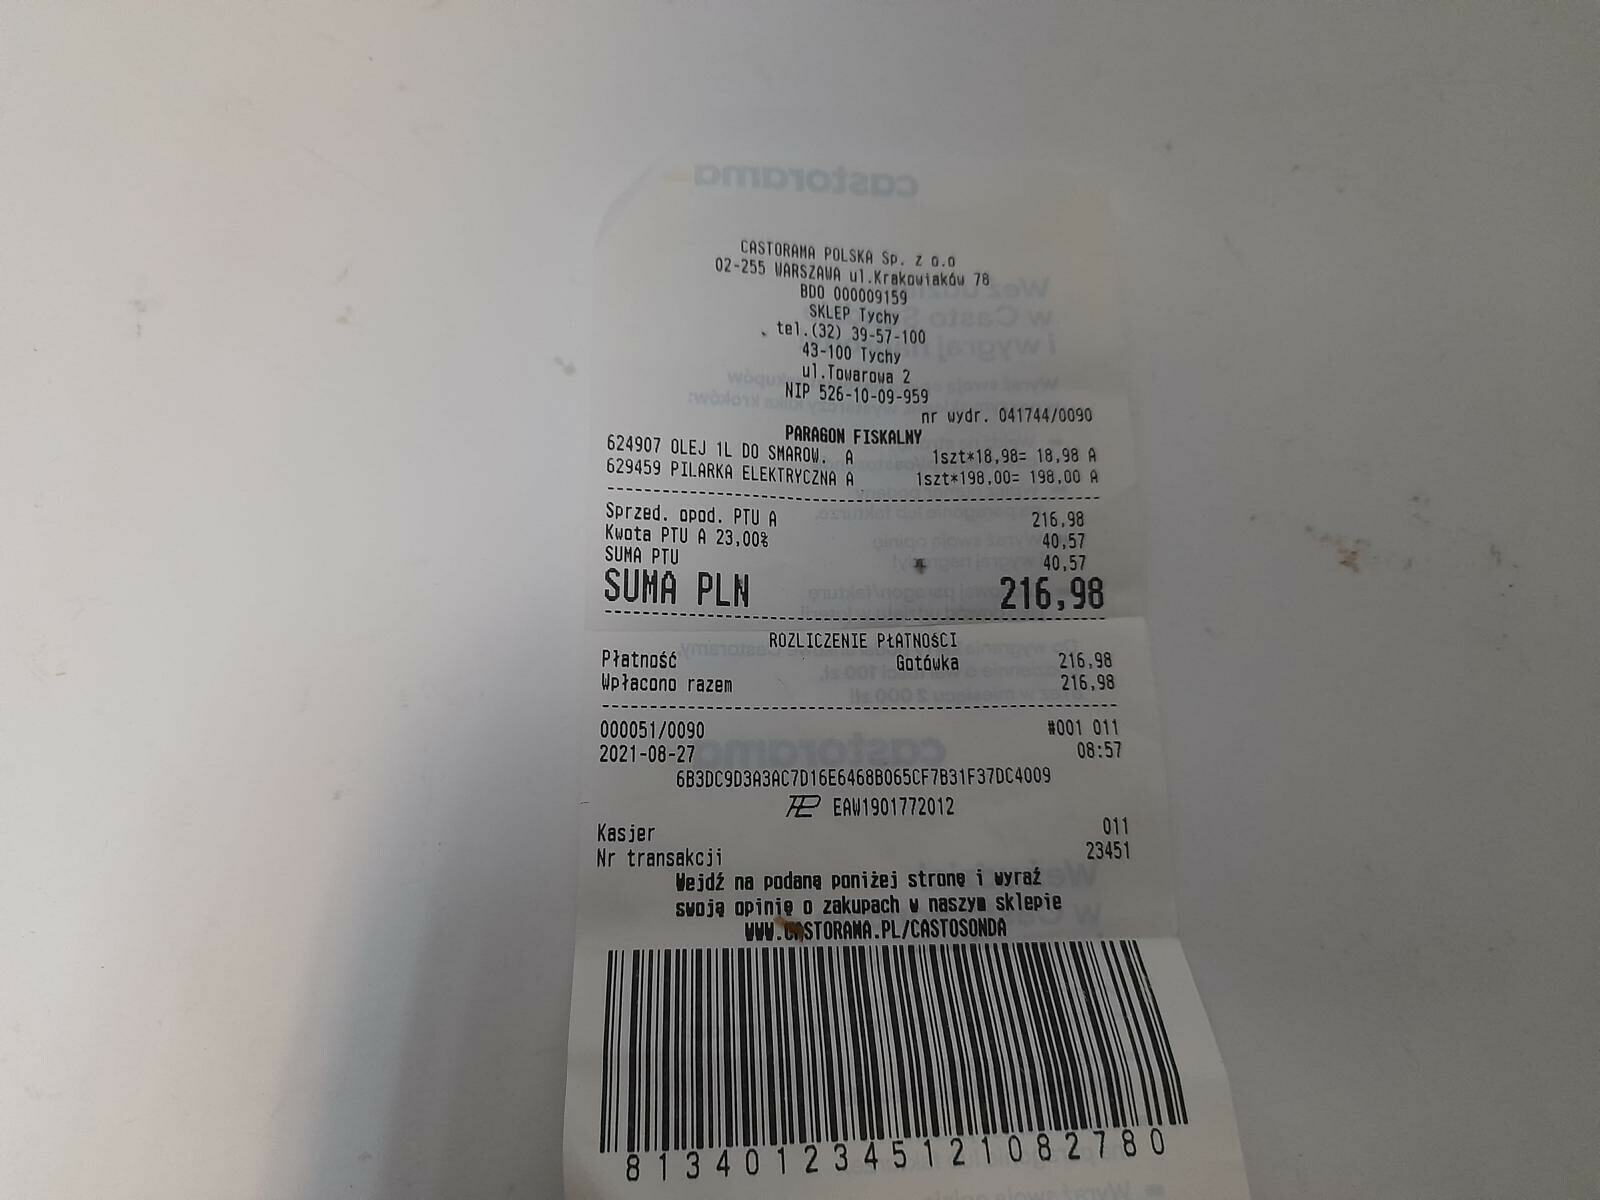 CASTORAMA POLSKA Sp. z o.o
02-255 WARSZAWA ul.Krakowiaków 78
BDO 000009159
SKLEP Tychy
tel.(32) 39-57-100
43-100 Tychy
ul.Towarowa 2
NIP 526-10-09-959
nr wydr. 041744/0090
PARAGON FISKALNY
624907 OLEJ 1L DO SMAROW. A 1szt*18,98= 18,98 A
629459 PILARKA ELEKTRYCZNA A 1szt*198,00= 198,00 A
Sprzed. opod. PTU A 216,98
Kwota PTU A 23,00% 40,57
SUMA PTU 40,57
SUMA PLN 216,98
ROZLICZENIE PŁATNOŚCI
Płatność Gotówka 216,98
Wpłacono razem 216,98
000051/0090 #001 011
2021-08-27 08:57
6B3DC9D3A3AC7D16E6468B065CF7B31F37DC4009
EAW1901772012
Kasjer 011
Nr transakcji 23451
Wejdź na podaną poniżej stronę i wyraź
swoją opinię o zakupach w naszym sklepie
WWW.CASTORAMA.PL/CASTOSONDA
8134012345121082780